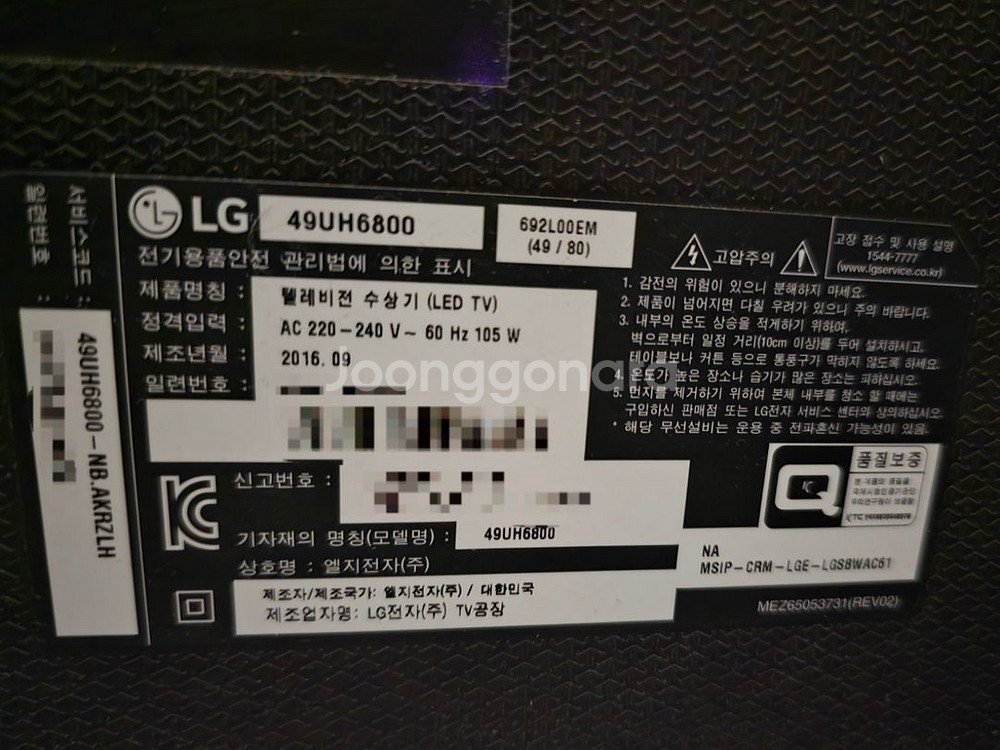 서비스코드 :
일련번호 :
49UH6800-NB.AKRZLH
LG 49UH6800
692L00EM
(49 / 80)
전기용품안전 관리법에 의한 표시
제품명칭 : 텔레비전 수상기 (LED TV)
정격입력 : AC 220-240 V~ 60 Hz 105 W
제조년월 : 2016. 09
일련번호 :
신고번호 :
기자재의 명칭(모델명) : 49UH6800
상호명 : 엘지전자(주)
제조자/제조국가: 엘지전자(주) / 대한민국
제조업자명: LG전자(주) TV공장
고압주의
고장 접수 및 사용 설명
1544-7777
(www.lgservice.co.kr)
1. 감전의 위험이 있으니 분해하지 마세요.
2. 제품이 넘어지면 다칠 우려가 있으니 주의 바랍니다.
3. 내부의 온도 상승을 적게하기 위하여,
벽으로부터 일정 거리(10cm 이상)를 두어 설치하시고,
테이블보나 커튼 등으로 통풍구가 막히지 않도록 하세요.
4. 온도가 높은 장소나 습기가 많은 장소는 피하십시오.
5. 먼지를 제거하기 위하여 본체 내부를 청소 할 때에는
구입하신 판매점 또는 LG전자 서비스 센터와 상의하십시오.
* 해당 무선설비는 운용 중 전파혼신 가능성이 있음.
Q
품질보증
NA
MSIP-CRM-LGE-LGS8WAC61
MEZ65053731(REV02)
Joonggonara